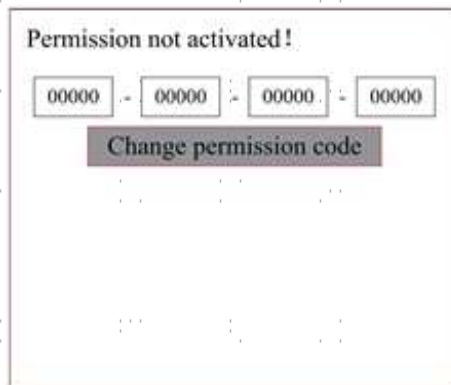 Permission not activated!
00000 - 00000 - 00000 - 00000
Change permission code